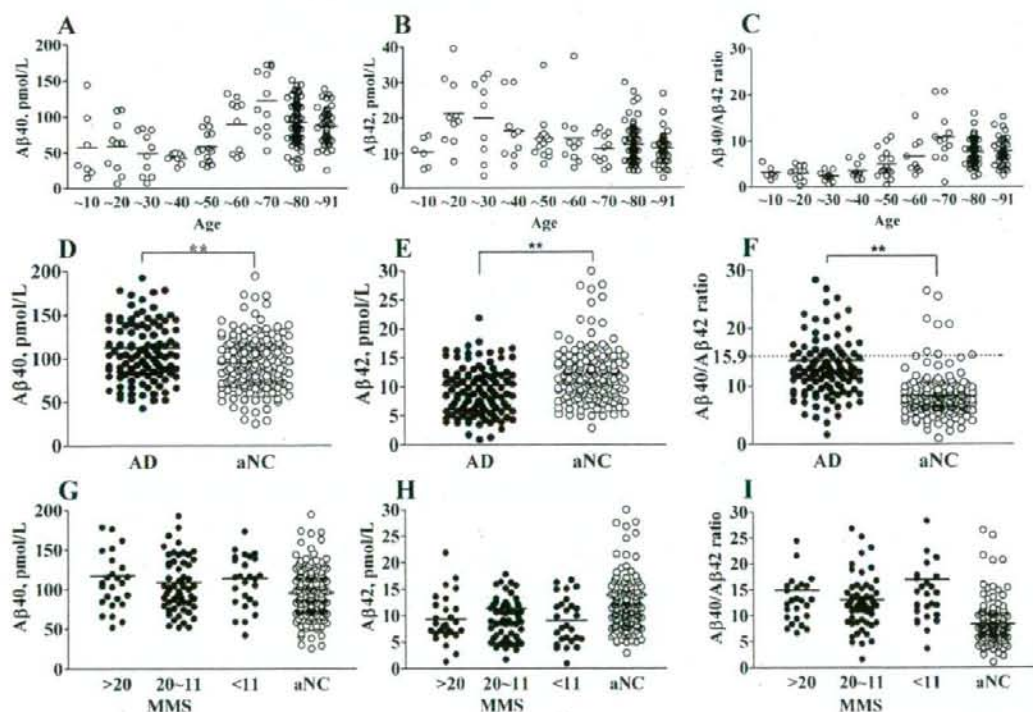 A
Aβ40, pmol/L
200
150
100
50
0
~10 ~20 ~30 ~40 ~50 ~60 ~70 ~80 ~91
Age
B
Aβ42, pmol/L
40
30
20
10
0
~10 ~20 ~30 ~40 ~50 ~60 ~70 ~80 ~91
Age
C
Aβ40/Aβ42 ratio
30
20
10
0
~10 ~20 ~30 ~40 ~50 ~60 ~70 ~80 ~91
Age
D
**
Aβ40, pmol/L
200
150
100
50
0
AD aNC
E
**
Aβ42, pmol/L
30
25
20
15
10
5
0
AD aNC
F
**
Aβ40/Aβ42 ratio
30
20
15.9
10
0
AD aNC
G
Aβ40, pmol/L
200
150
100
50
0
>20 20~11 <11 aNC
MMS
H
Aβ42, pmol/L
30
25
20
15
10
5
0
>20 20~11 <11 aNC
MMS
I
Aβ40/Aβ42 ratio
30
25
20
15
10
5
0
>20 20~11 <11 aNC
MMS